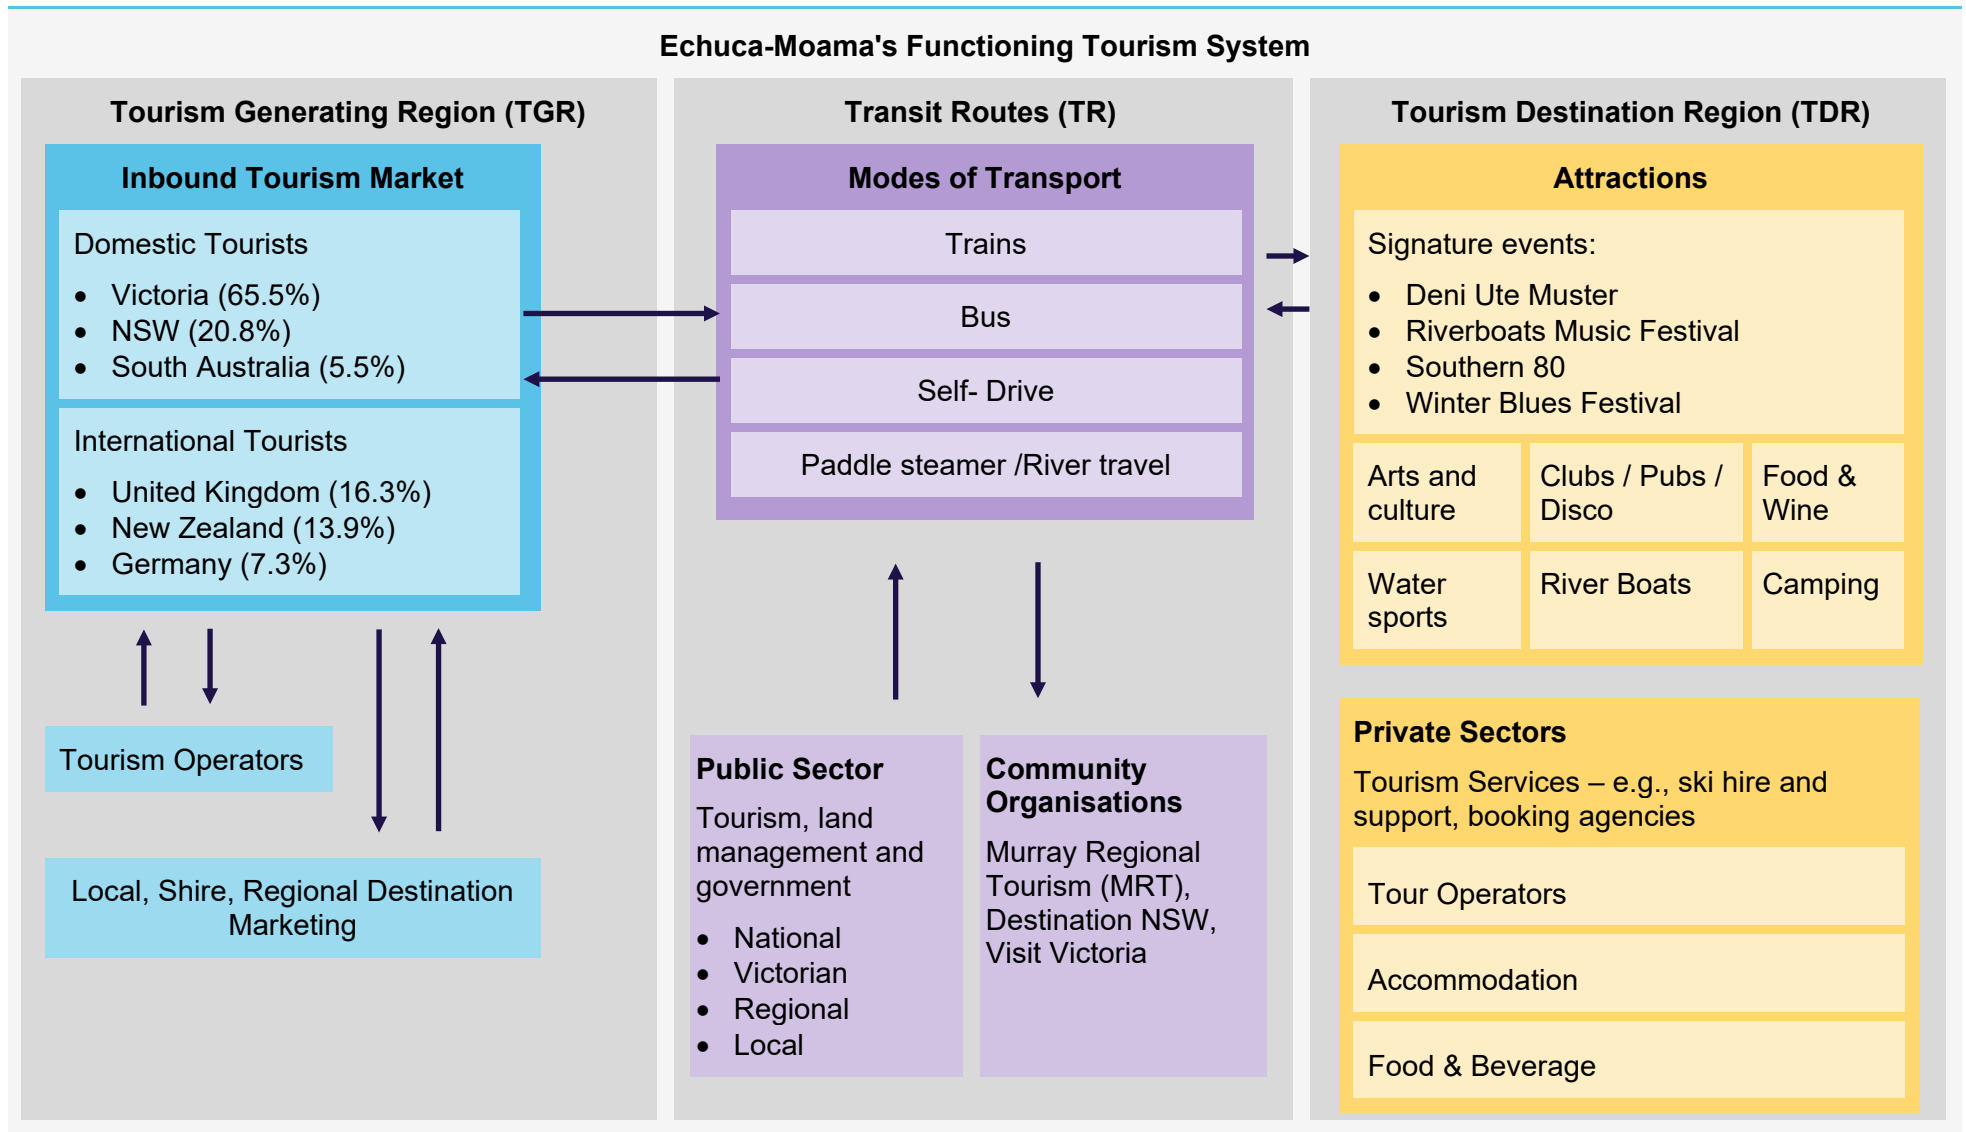 Echuca-Moama's Functioning Tourism System
Tourism Generating Region (TGR)
Inbound Tourism Market
Domestic Tourists
• Victoria (65.5%)
• NSW (20.8%)
• South Australia (5.5%)
International Tourists
• United Kingdom (16.3%)
• New Zealand (13.9%)
• Germany (7.3%)
Tourism Operators
Local, Shire, Regional Destination
Marketing
Transit Routes (TR)
Modes of Transport
Trains
Bus
Self- Drive
Paddle steamer /River travel
Public Sector
Tourism, land
management and
government
• National
• Victorian
• Regional
• Local
Community
Organisations
Murray Regional
Tourism (MRT),
Destination NSW,
Visit Victoria
Tourism Destination Region (TDR)
Attractions
Signature events:
• Deni Ute Muster
• Riverboats Music Festival
• Southern 80
• Winter Blues Festival
Arts and
culture
Clubs / Pubs /
Disco
Food &
Wine
Water
sports
River Boats
Camping
Private Sectors
Tourism Services – e.g., ski hire and
support, booking agencies
Tour Operators
Accommodation
Food & Beverage